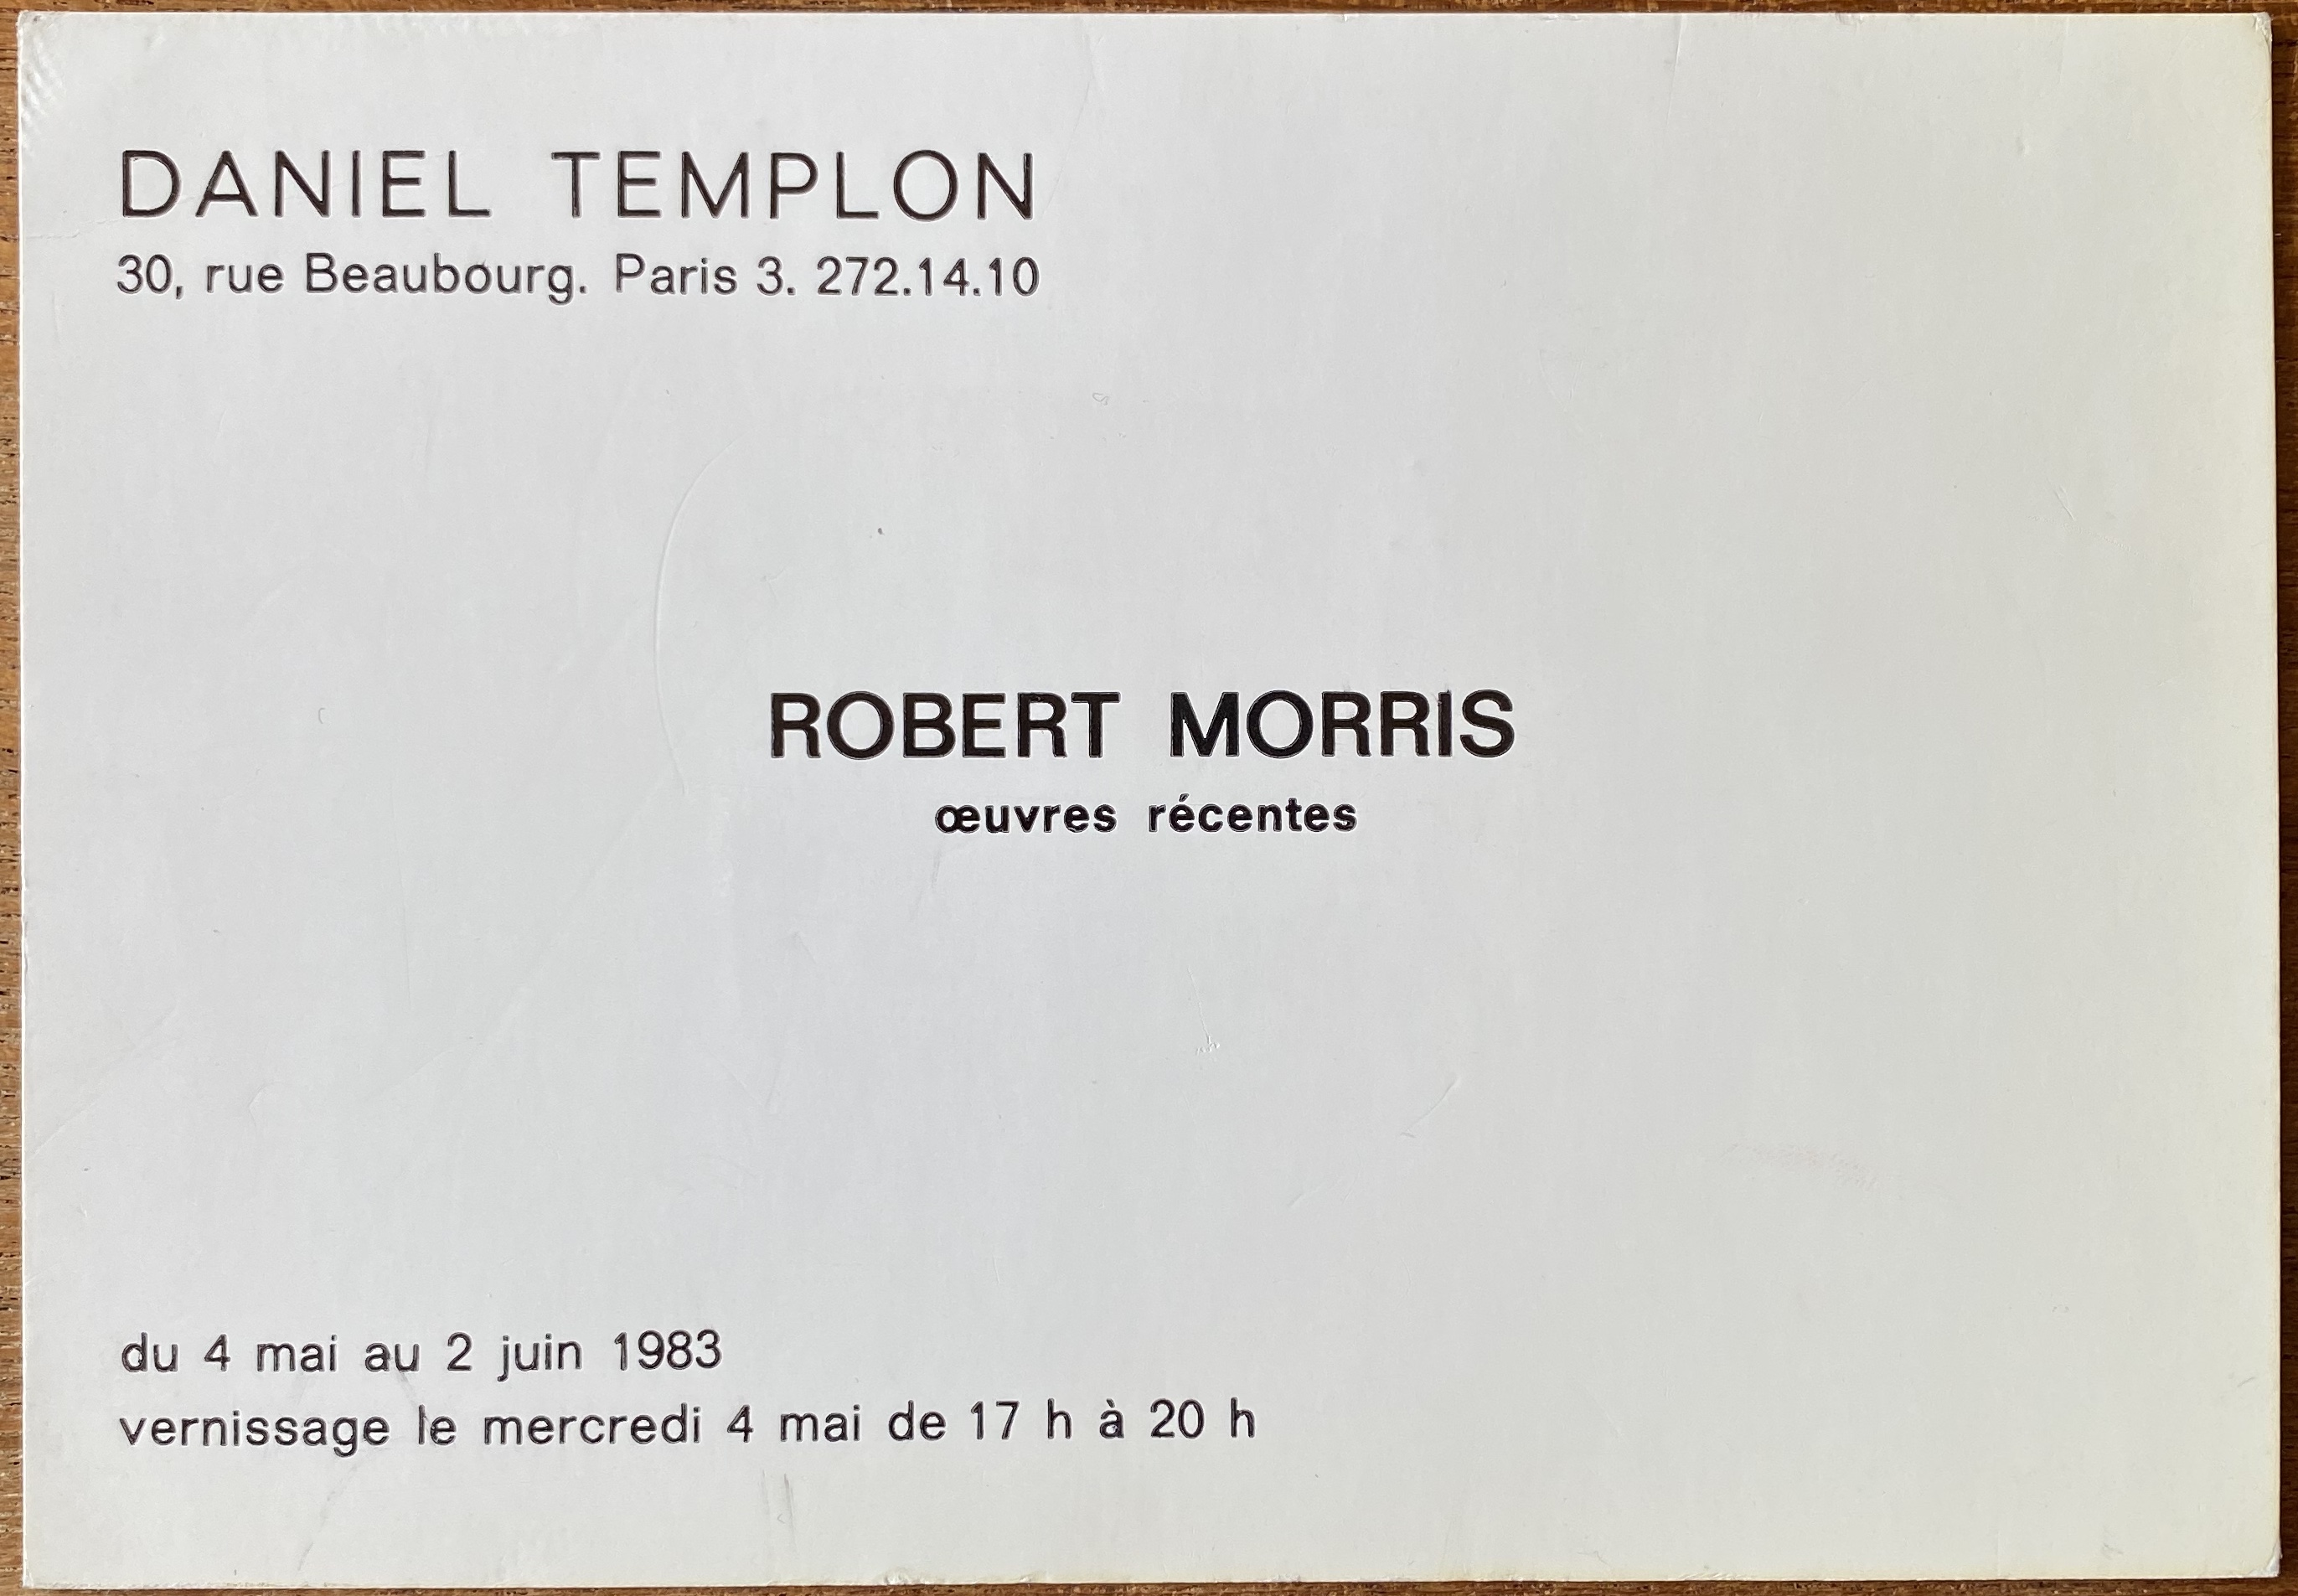 DANIEL TEMPLON
30, rue Beaubourg. Paris 3. 272.14.10
ROBERT MORRIS
œuvres récentes
du 4 mai au 2 juin 1983
vernissage le mercredi 4 mai de 17 h à 20 h